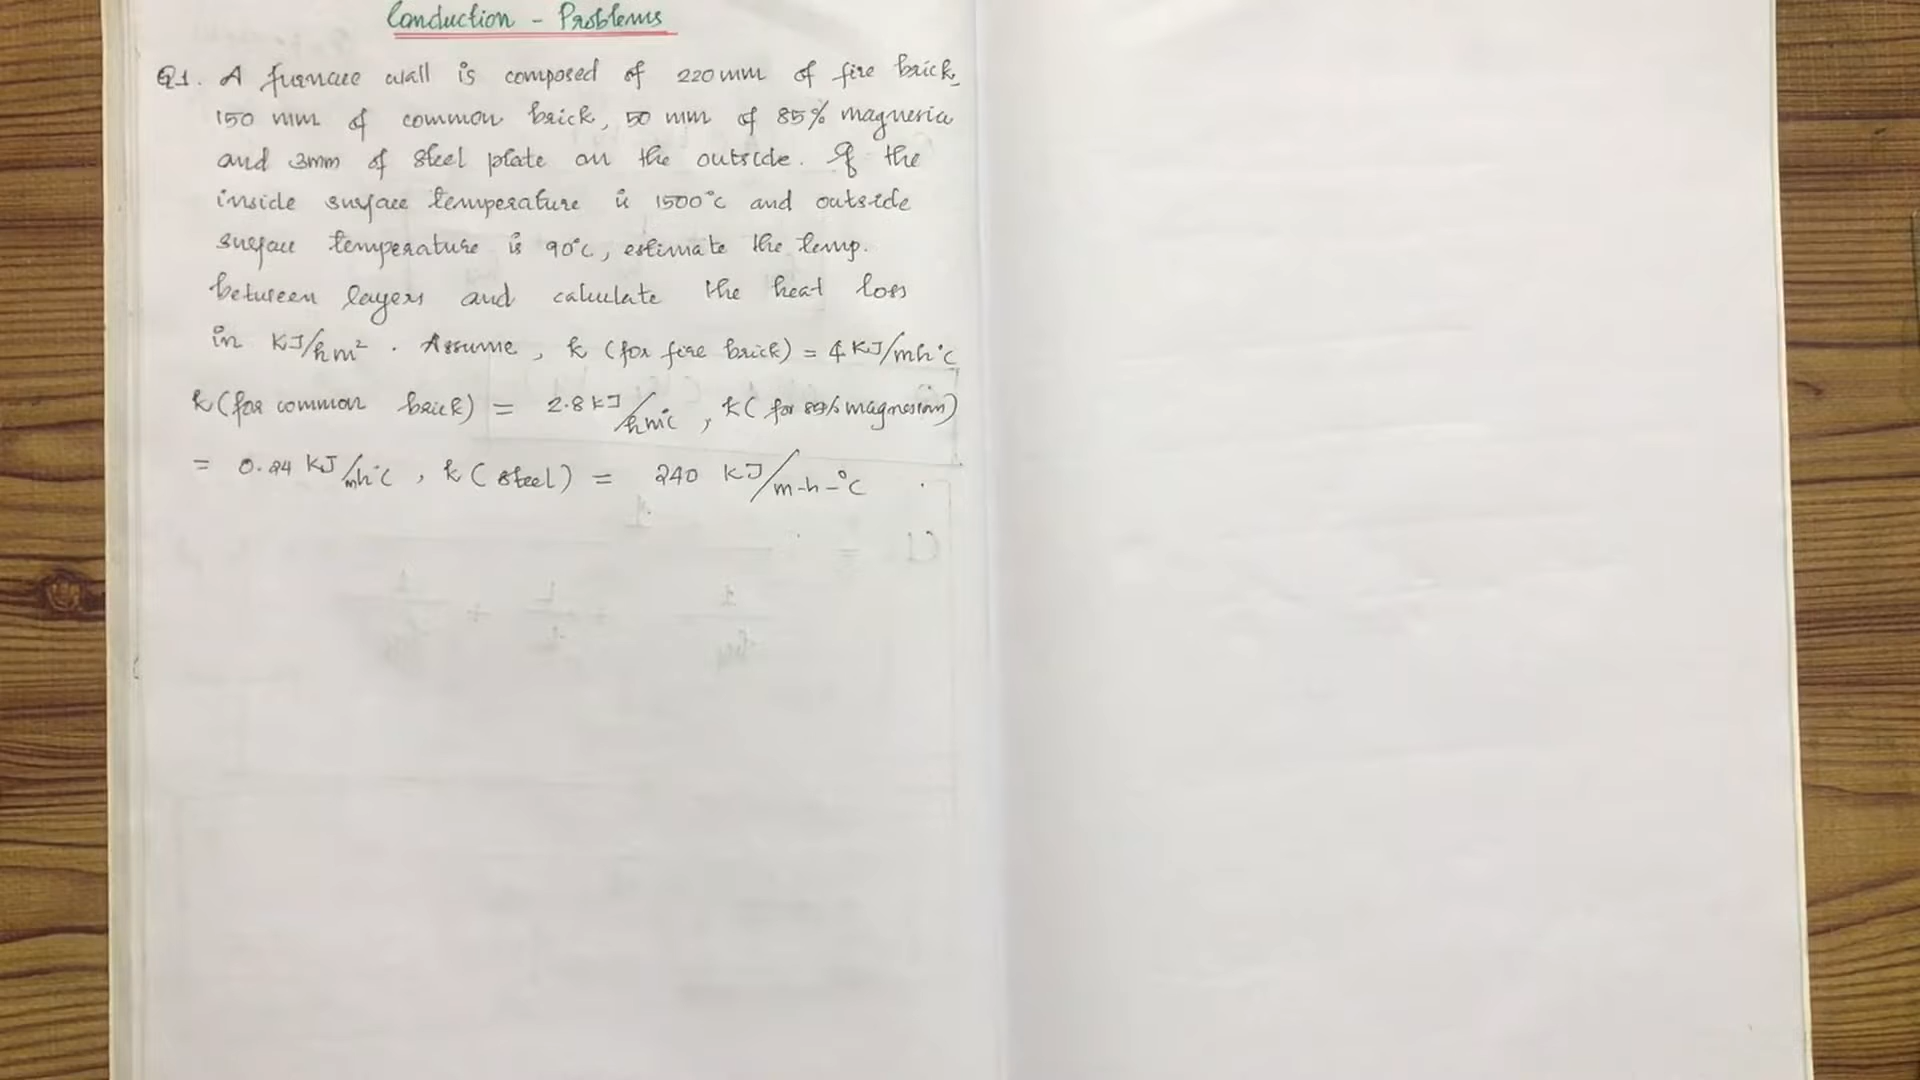 Conduction - Problems
Q1. A furnace wall is composed of 220 mm of fire brick,
150 mm of common brick, 50 mm of 85% magnesia
and 3mm of steel plate on the outside. If the
inside surface temperature is 1500°C and outside
surface temperature is 90°C, estimate the temp.
between layers and calculate the heat loss
in KJ/hm². Assume, k (for fire brick) = 4 KJ/mh°C
k (for common brick) = 2.8 KJ/hm°C, k( for 85% magnesium)
= 0.24 KJ/mh°C, k (steel) = 240 KJ/m-h-°C